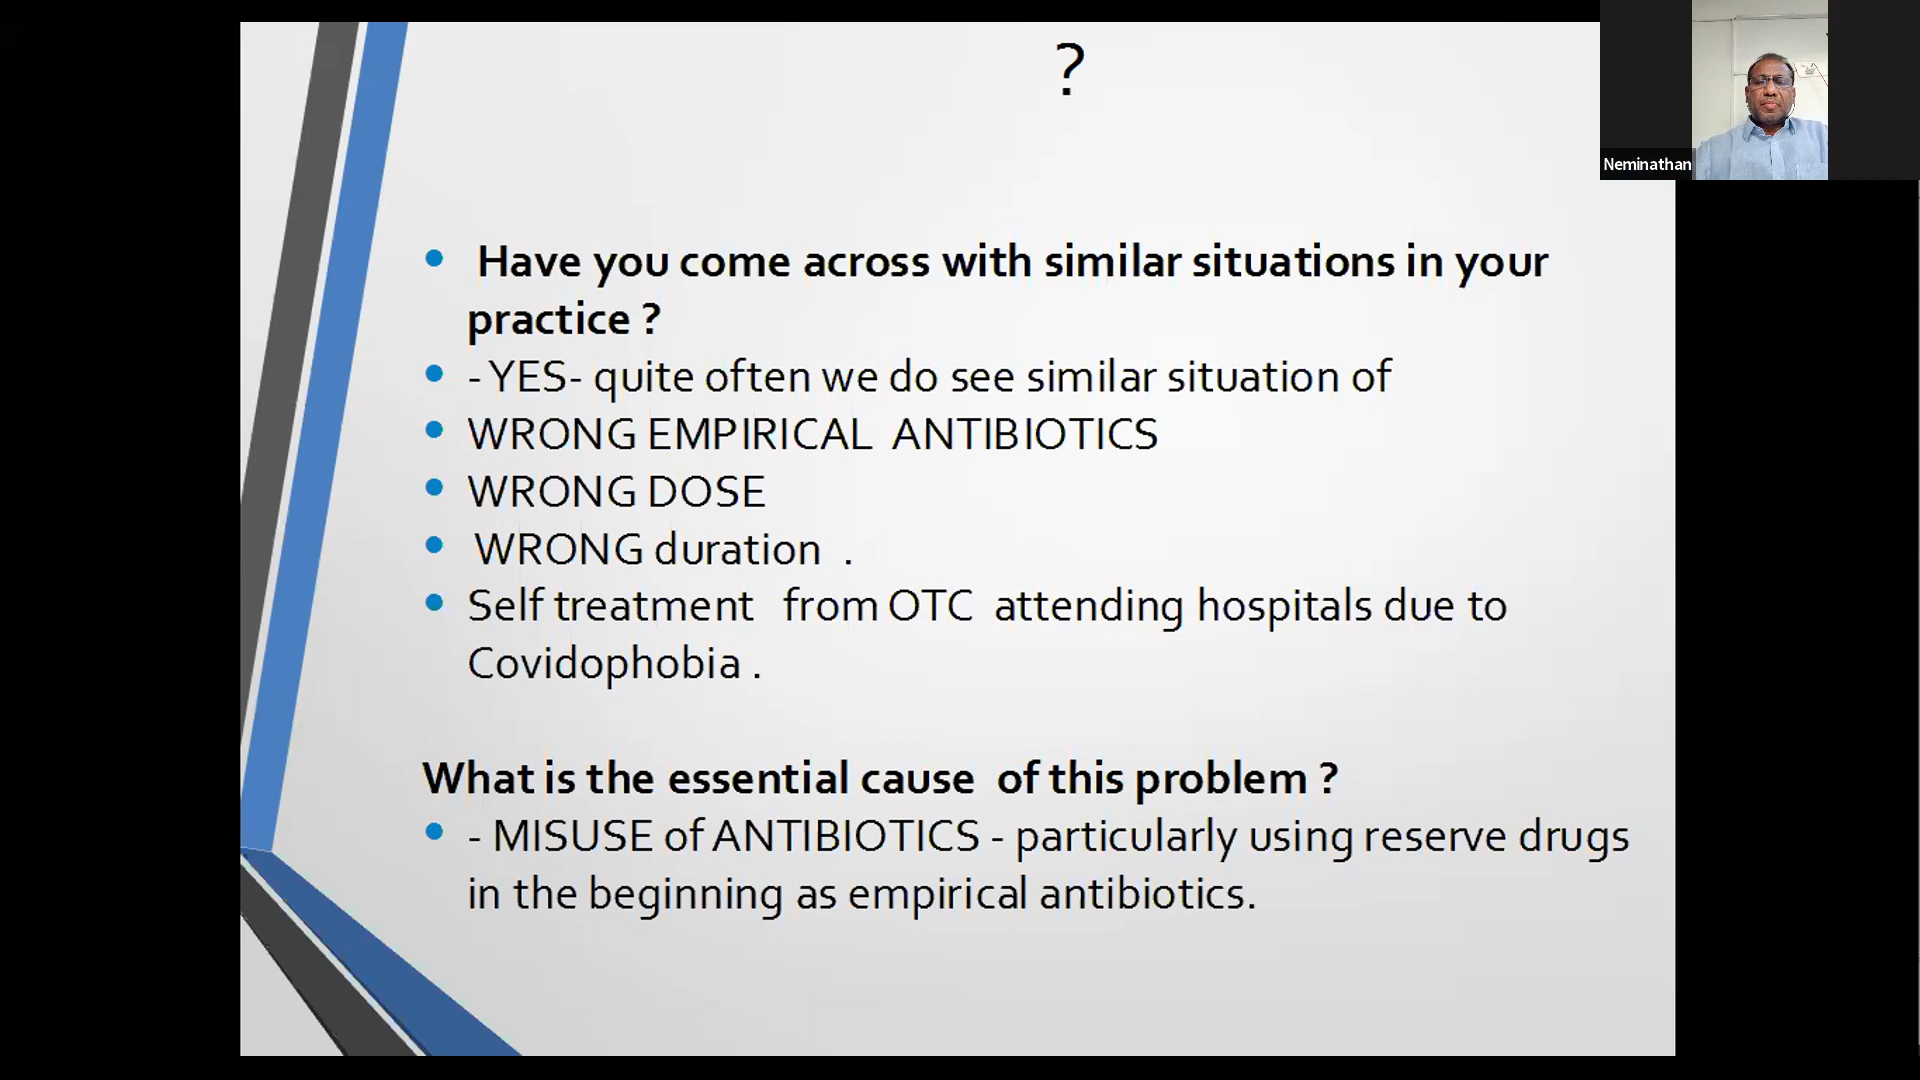 ?
Neminathan
• Have you come across with similar situations in your
practice ?
• - YES- quite often we do see similar situation of
• WRONG EMPIRICAL ANTIBIOTICS
• WRONG DOSE
• WRONG duration .
• Self treatment from OTC attending hospitals due to
Covidophobia .
What is the essential cause of this problem ?
• - MISUSE of ANTIBIOTICS - particularly using reserve drugs
in the beginning as empirical antibiotics.